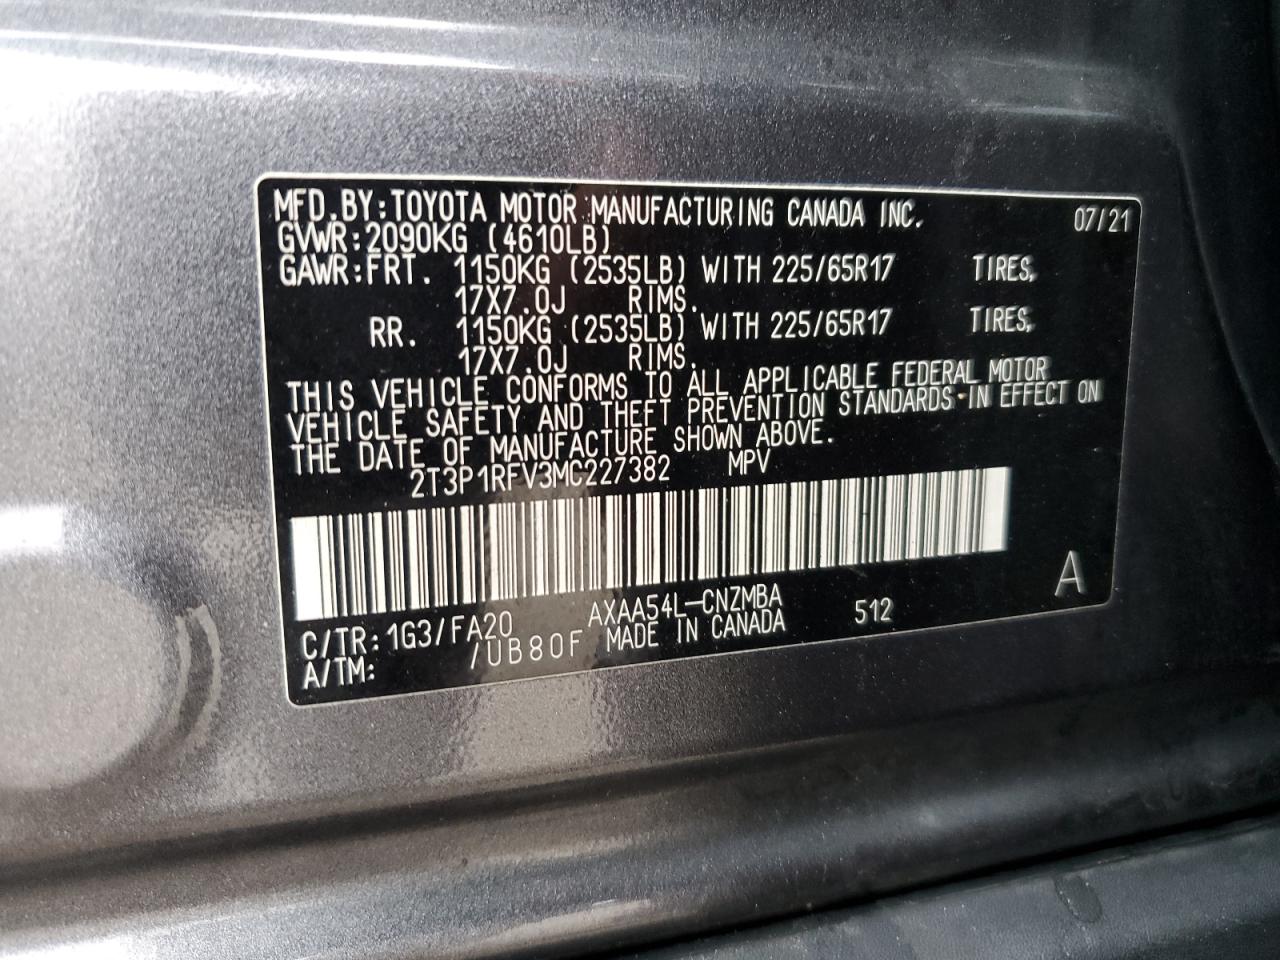 MFD.BY:TOYOTA MOTOR MANUFACTURING CANADA INC. 07/21
GVWR:2090KG (4610LB)
GAWR:FRT. 1150KG (2535LB) WITH 225/65R17 TIRES,
17X7.0J RIMS.
RR. 1150KG (2535LB) WITH 225/65R17 TIRES,
17X7.0J RIMS.
THIS VEHICLE CONFORMS TO ALL APPLICABLE FEDERAL MOTOR
VEHICLE SAFETY AND THEFT PREVENTION STANDARDS IN EFFECT ON
THE DATE OF MANUFACTURE SHOWN ABOVE.
2T3P1RFV3MC227382 MPV
A
C/TR:1G3/FA20 AXAA54L-CNZMBA 512
A/TM: /UB80F MADE IN CANADA